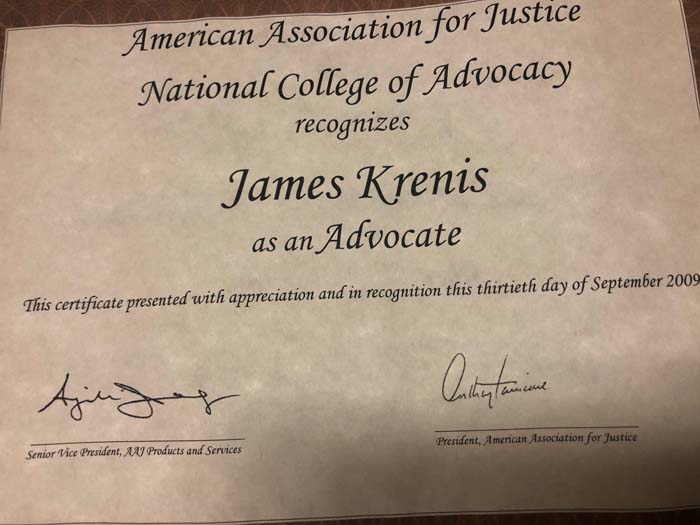 American Association for Justice
National College of Advocacy
recognizes
James Krenis
as an Advocate
This certificate presented with appreciation and in recognition this thirtieth day of September 2009
Senior Vice President, AAJ Products and Services
President, American Association for Justice